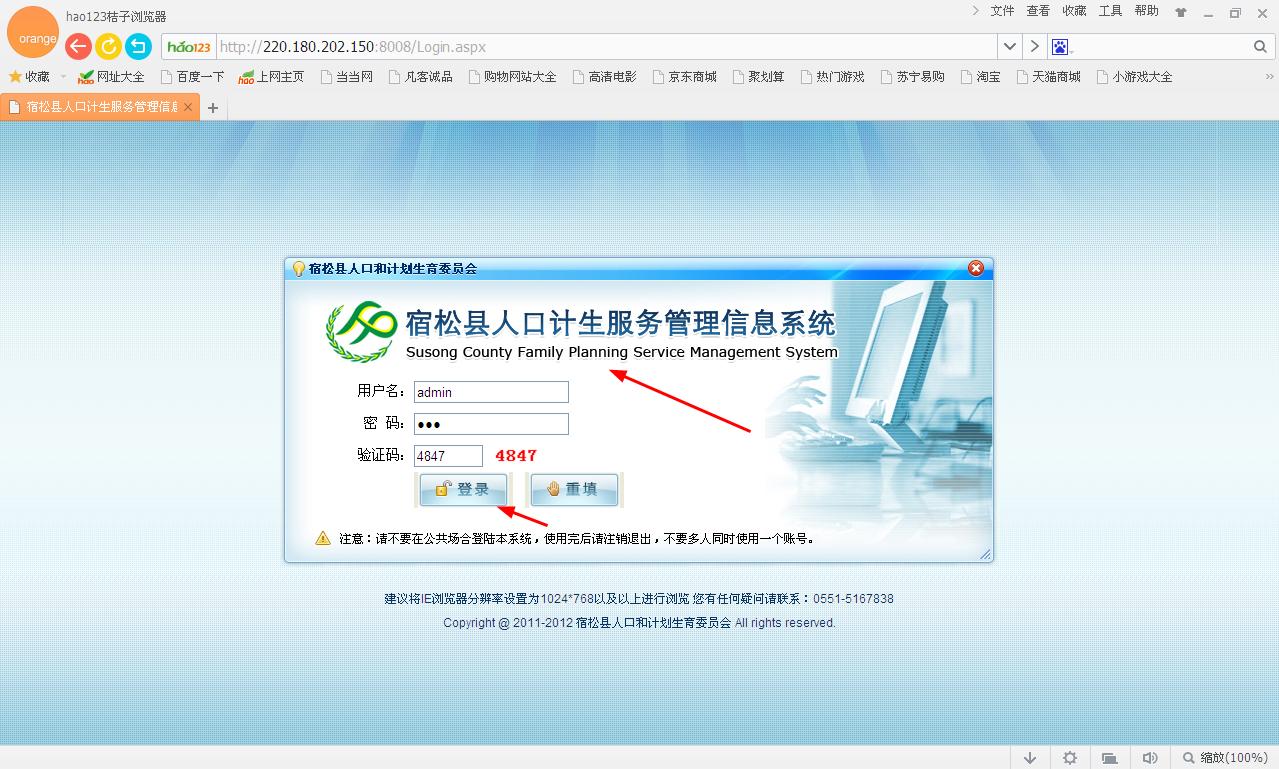 hao123桔子浏览器
文件 查看 收藏 工具 帮助
orange
hao123 http://220.180.202.150:8008/Login.aspx
收藏 网址大全 百度一下 上网主页 当当网 凡客诚品 购物网站大全 高清电影 京东商城 聚划算 热门游戏 苏宁易购 淘宝 天猫商城 小游戏大全
宿松县人口计生服务管理信息
宿松县人口和计划生育委员会
宿松县人口计生服务管理信息系统
Susong County Family Planning Service Management System
用户名: admin
密 码: ●●●
验证码: 4847 4847
登录 重填
注意：请不要在公共场合登陆本系统，使用完后请注销退出，不要多人同时使用一个账号。
建议将IE浏览器分辨率设置为1024*768以及以上进行浏览 您有任何疑问请联系：0551-5167838
Copyright @ 2011-2012 宿松县人口和计划生育委员会 All rights reserved.
缩放(100%)